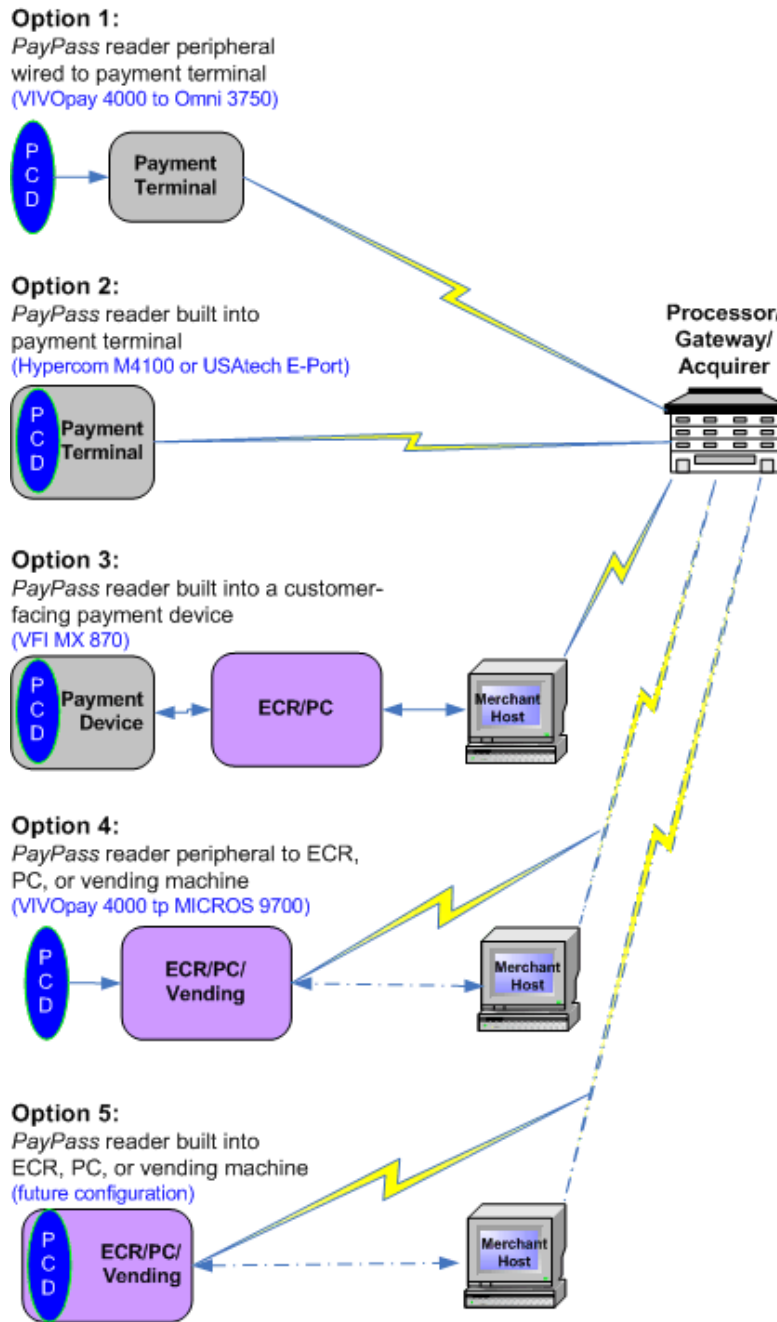 Option 1:
PayPass reader peripheral
wired to payment terminal
(VIVOpay 4000 to Omni 3750)
P
C
D
Payment
Terminal
Option 2:
PayPass reader built into
payment terminal
(Hypercom M4100 or USAtech E-Port)
P
C
D
Payment
Terminal
Processor/
Gateway/
Acquirer
Option 3:
PayPass reader built into a customer-
facing payment device
(VFI MX 870)
P
C
D
Payment
Device
ECR/PC
Merchant
Host
Option 4:
PayPass reader peripheral to ECR,
PC, or vending machine
(VIVOpay 4000 tp MICROS 9700)
P
C
D
ECR/PC/
Vending
Merchant
Host
Option 5:
PayPass reader built into
ECR, PC, or vending machine
(future configuration)
P
C
D
ECR/PC/
Vending
Merchant
Host